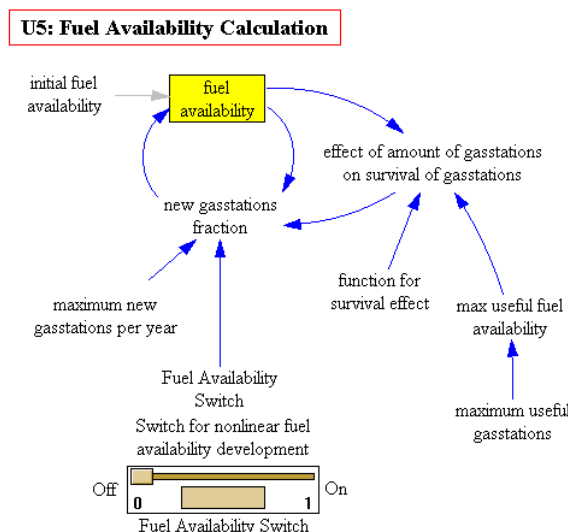 U5: Fuel Availability Calculation
initial fuel
availability
fuel
availability
effect of amount of gasstations
on survival of gasstations
new gasstations
fraction
function for
survival effect
maximum new
gasstations per year
max useful fuel
availability
Fuel Availability
Switch
maximum useful
gasstations
Switch for nonlinear fuel
availability development
Off
0
1
On
Fuel Availability Switch